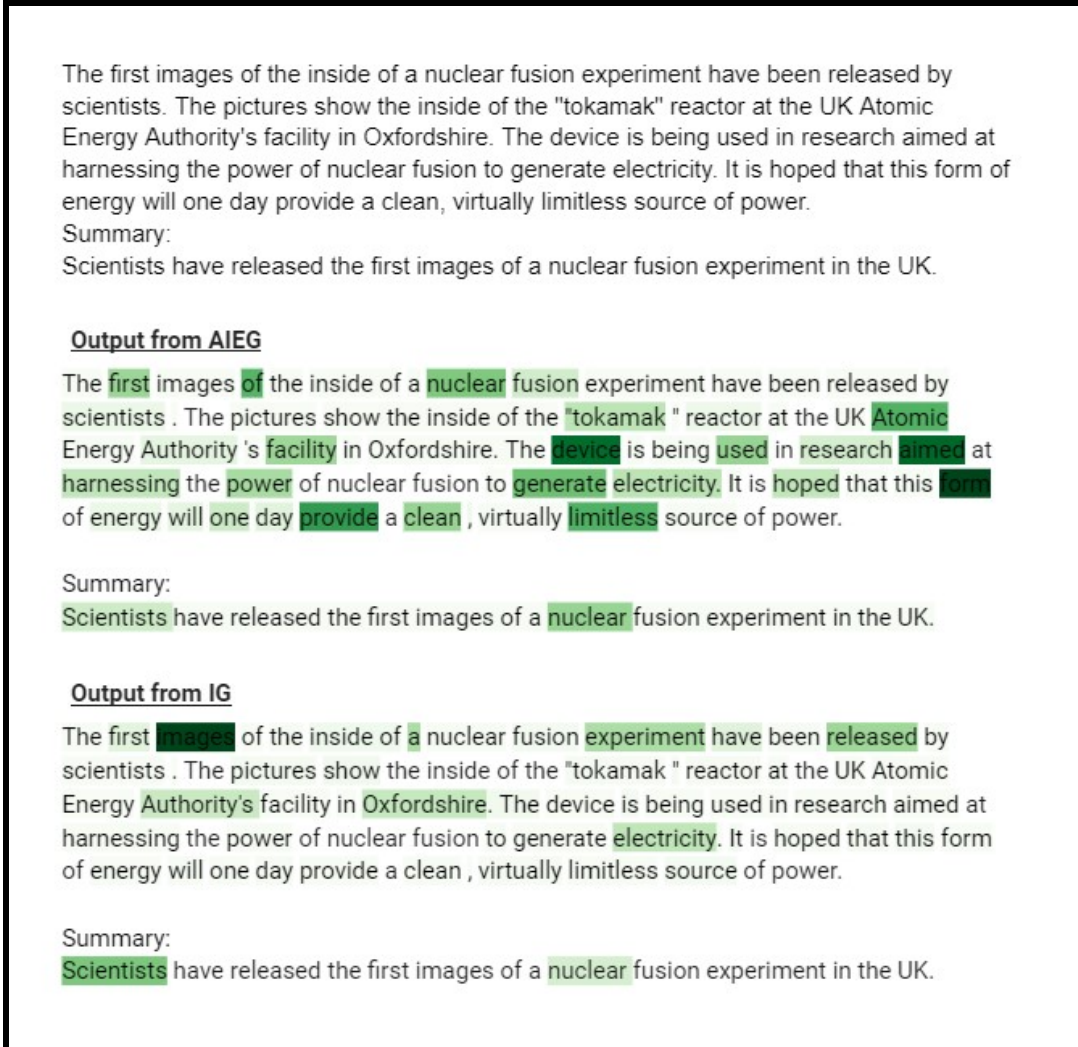 The first images of the inside of a nuclear fusion experiment have been released by
scientists. The pictures show the inside of the "tokamak" reactor at the UK Atomic
Energy Authority's facility in Oxfordshire. The device is being used in research aimed at
harnessing the power of nuclear fusion to generate electricity. It is hoped that this form of
energy will one day provide a clean, virtually limitless source of power.
Summary:
Scientists have released the first images of a nuclear fusion experiment in the UK.
Output from AIEG
The first images of the inside of a nuclear fusion experiment have been released by
scientists . The pictures show the inside of the "tokamak " reactor at the UK Atomic
Energy Authority 's facility in Oxfordshire. The device is being used in research aimed at
harnessing the power of nuclear fusion to generate electricity. It is hoped that this form
of energy will one day provide a clean , virtually limitless source of power.
Summary:
Scientists have released the first images of a nuclear fusion experiment in the UK.
Output from IG
The first images of the inside of a nuclear fusion experiment have been released by
scientists . The pictures show the inside of the "tokamak " reactor at the UK Atomic
Energy Authority's facility in Oxfordshire. The device is being used in research aimed at
harnessing the power of nuclear fusion to generate electricity. It is hoped that this form
of energy will one day provide a clean , virtually limitless source of power.
Summary:
Scientists have released the first images of a nuclear fusion experiment in the UK.